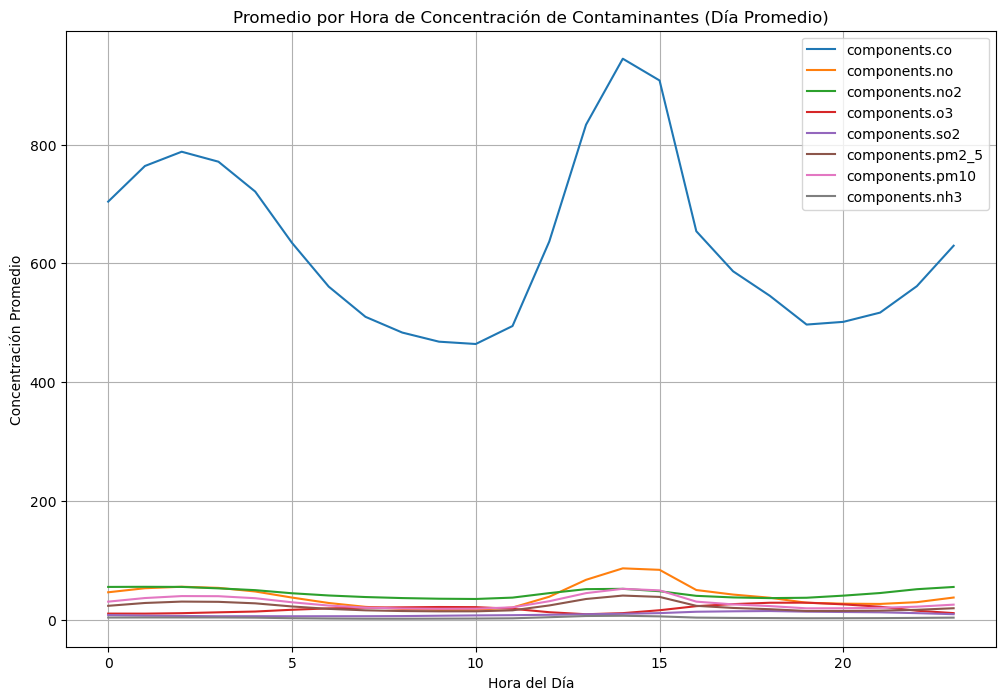 Promedio por Hora de Concentración de Contaminantes (Día Promedio)
components.co
components.no
components.no2
components.o3
components.so2
components.pm2_5
components.pm10
components.nh3
Concentración Promedio
800
600
400
200
0
0 5 10 15 20
Hora del Día